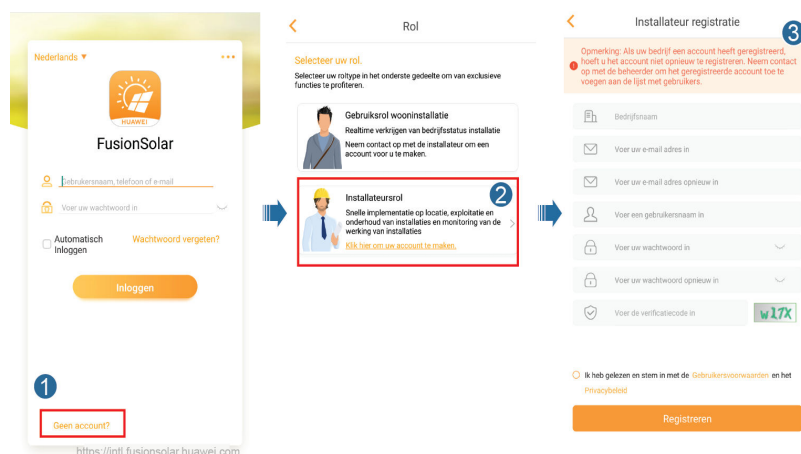 Nederlands ▼
HUAWEI
FusionSolar
Gebruikersnaam, telefoon of e-mail
Voer uw wachtwoord in
Automatisch
Inloggen
Wachtwoord vergeten?
Inloggen
1
Geen account?
https://intl.fusionsolar.huawei.com
Rol
Selecteer uw rol.
Selecteer uw roltype in het onderste gedeelte om van exclusieve
functies te profiteren.
Gebruiksrol wooninstallatie
Realtime verkrijgen van bedrijfsstatus installatie
Neem contact op met de installateur om een
account voor u te maken.
2
Installateursrol
Snelle implementatie op locatie, exploitatie en
onderhoud van installaties en monitoring van de
werking van installaties
Klik hier om uw account te maken.
Installateur registratie
3
Opmerking: Als uw bedrijf een account heeft geregistreerd,
hoeft u het account niet opnieuw te registreren. Neem contact
op met de beheerder om het geregistreerde account toe te
voegen aan de lijst met gebruikers.
Bedrijfsnaam
Voer uw e-mail adres in
Voer uw e-mail adres opnieuw in
Voer een gebruikersnaam in
Voer uw wachtwoord in
Voer uw wachtwoord opnieuw in
Voer de verificatiecode in
w17X
Ik heb gelezen en stem in met de Gebruikersvoorwaarden en het
Privacybeleid
Registreren